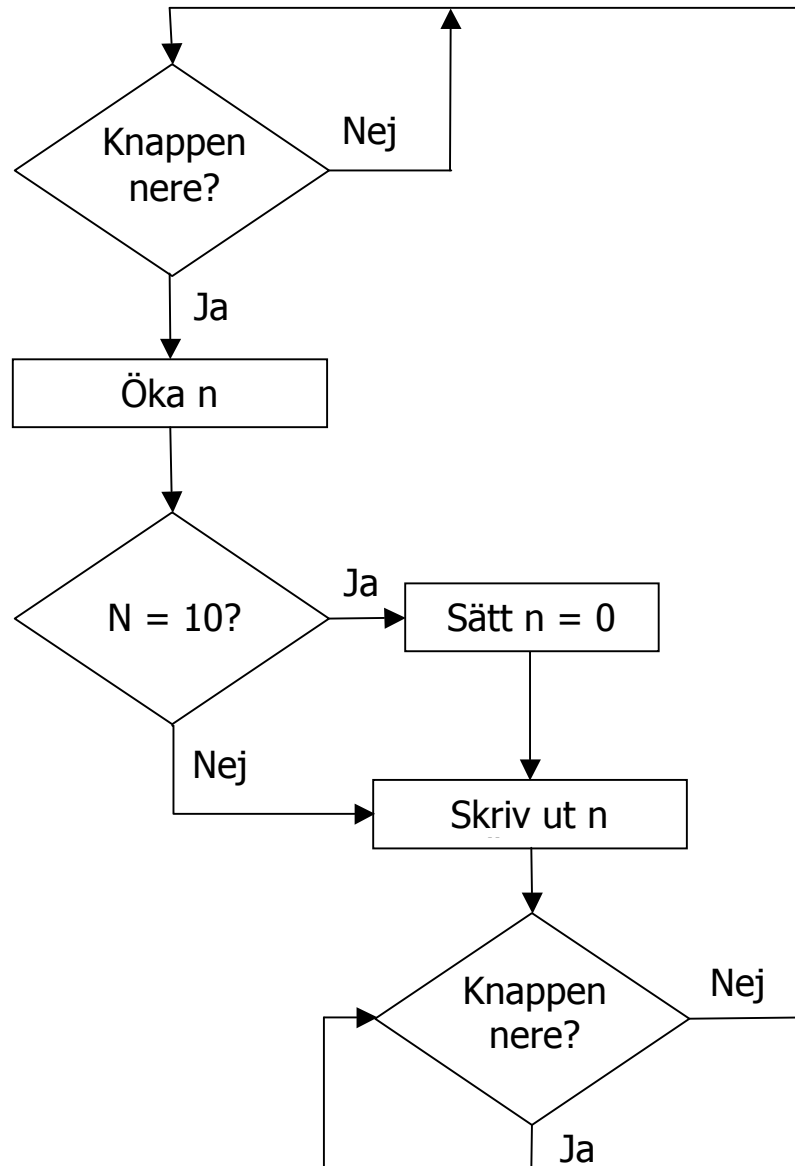 Knappen
nere?
Nej
Ja
Öka n
N = 10?
Ja
Sätt n = 0
Nej
Skriv ut n
Knappen
nere?
Nej
Ja